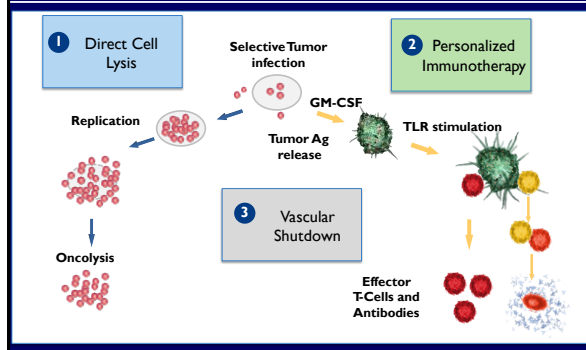 1 Direct Cell
Lysis
Selective Tumor
infection
2 Personalized
Immunotherapy
GM-CSF
Replication
Tumor Ag
release
TLR stimulation
3 Vascular
Shutdown
Oncolysis
Effector
T-Cells and
Antibodies